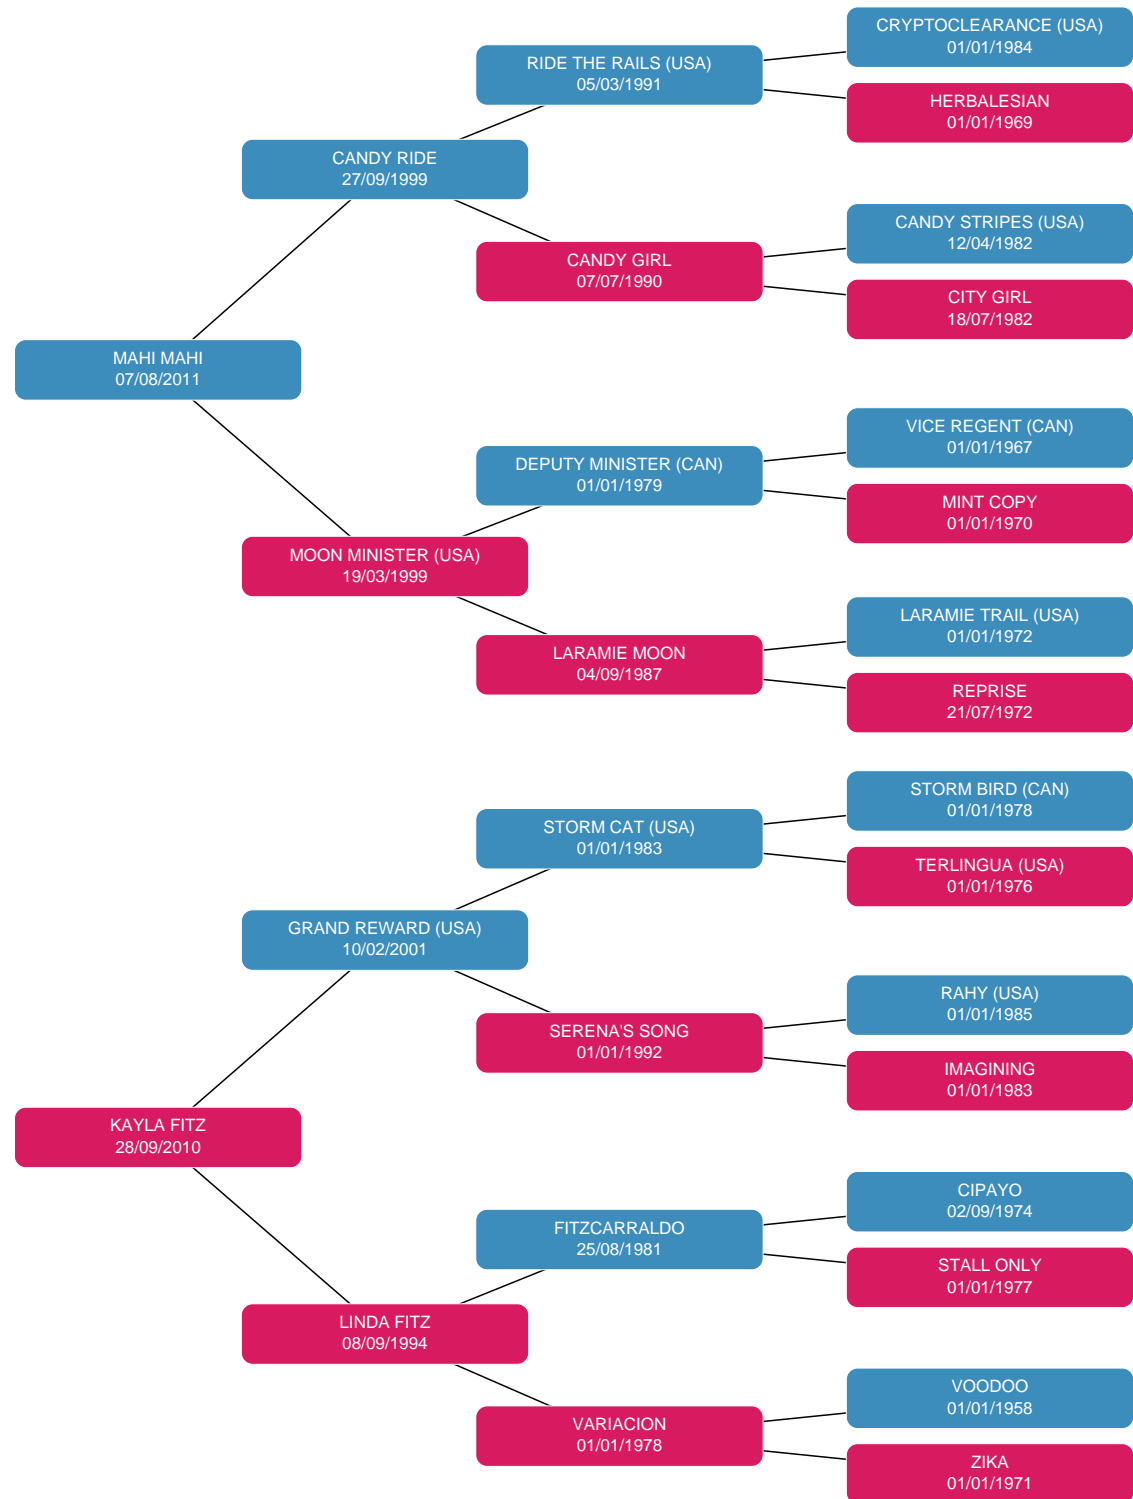 CRYPTOCLEARANCE (USA)
01/01/1984
RIDE THE RAILS (USA)
05/03/1991
HERBALESIAN
01/01/1969
CANDY RIDE
27/09/1999
CANDY STRIPES (USA)
12/04/1982
CANDY GIRL
07/07/1990
CITY GIRL
18/07/1982
MAHI MAHI
07/08/2011
VICE REGENT (CAN)
01/01/1967
DEPUTY MINISTER (CAN)
01/01/1979
MINT COPY
01/01/1970
MOON MINISTER (USA)
19/03/1999
LARAMIE TRAIL (USA)
01/01/1972
LARAMIE MOON
04/09/1987
REPRISE
21/07/1972
STORM BIRD (CAN)
01/01/1978
STORM CAT (USA)
01/01/1983
TERLINGUA (USA)
01/01/1976
GRAND REWARD (USA)
10/02/2001
RAHY (USA)
01/01/1985
SERENA'S SONG
01/01/1992
IMAGINING
01/01/1983
KAYLA FITZ
28/09/2010
CIPAYO
02/09/1974
FITZCARRALDO
25/08/1981
STALL ONLY
01/01/1977
LINDA FITZ
08/09/1994
VOODOO
01/01/1958
VARIACION
01/01/1978
ZIKA
01/01/1971